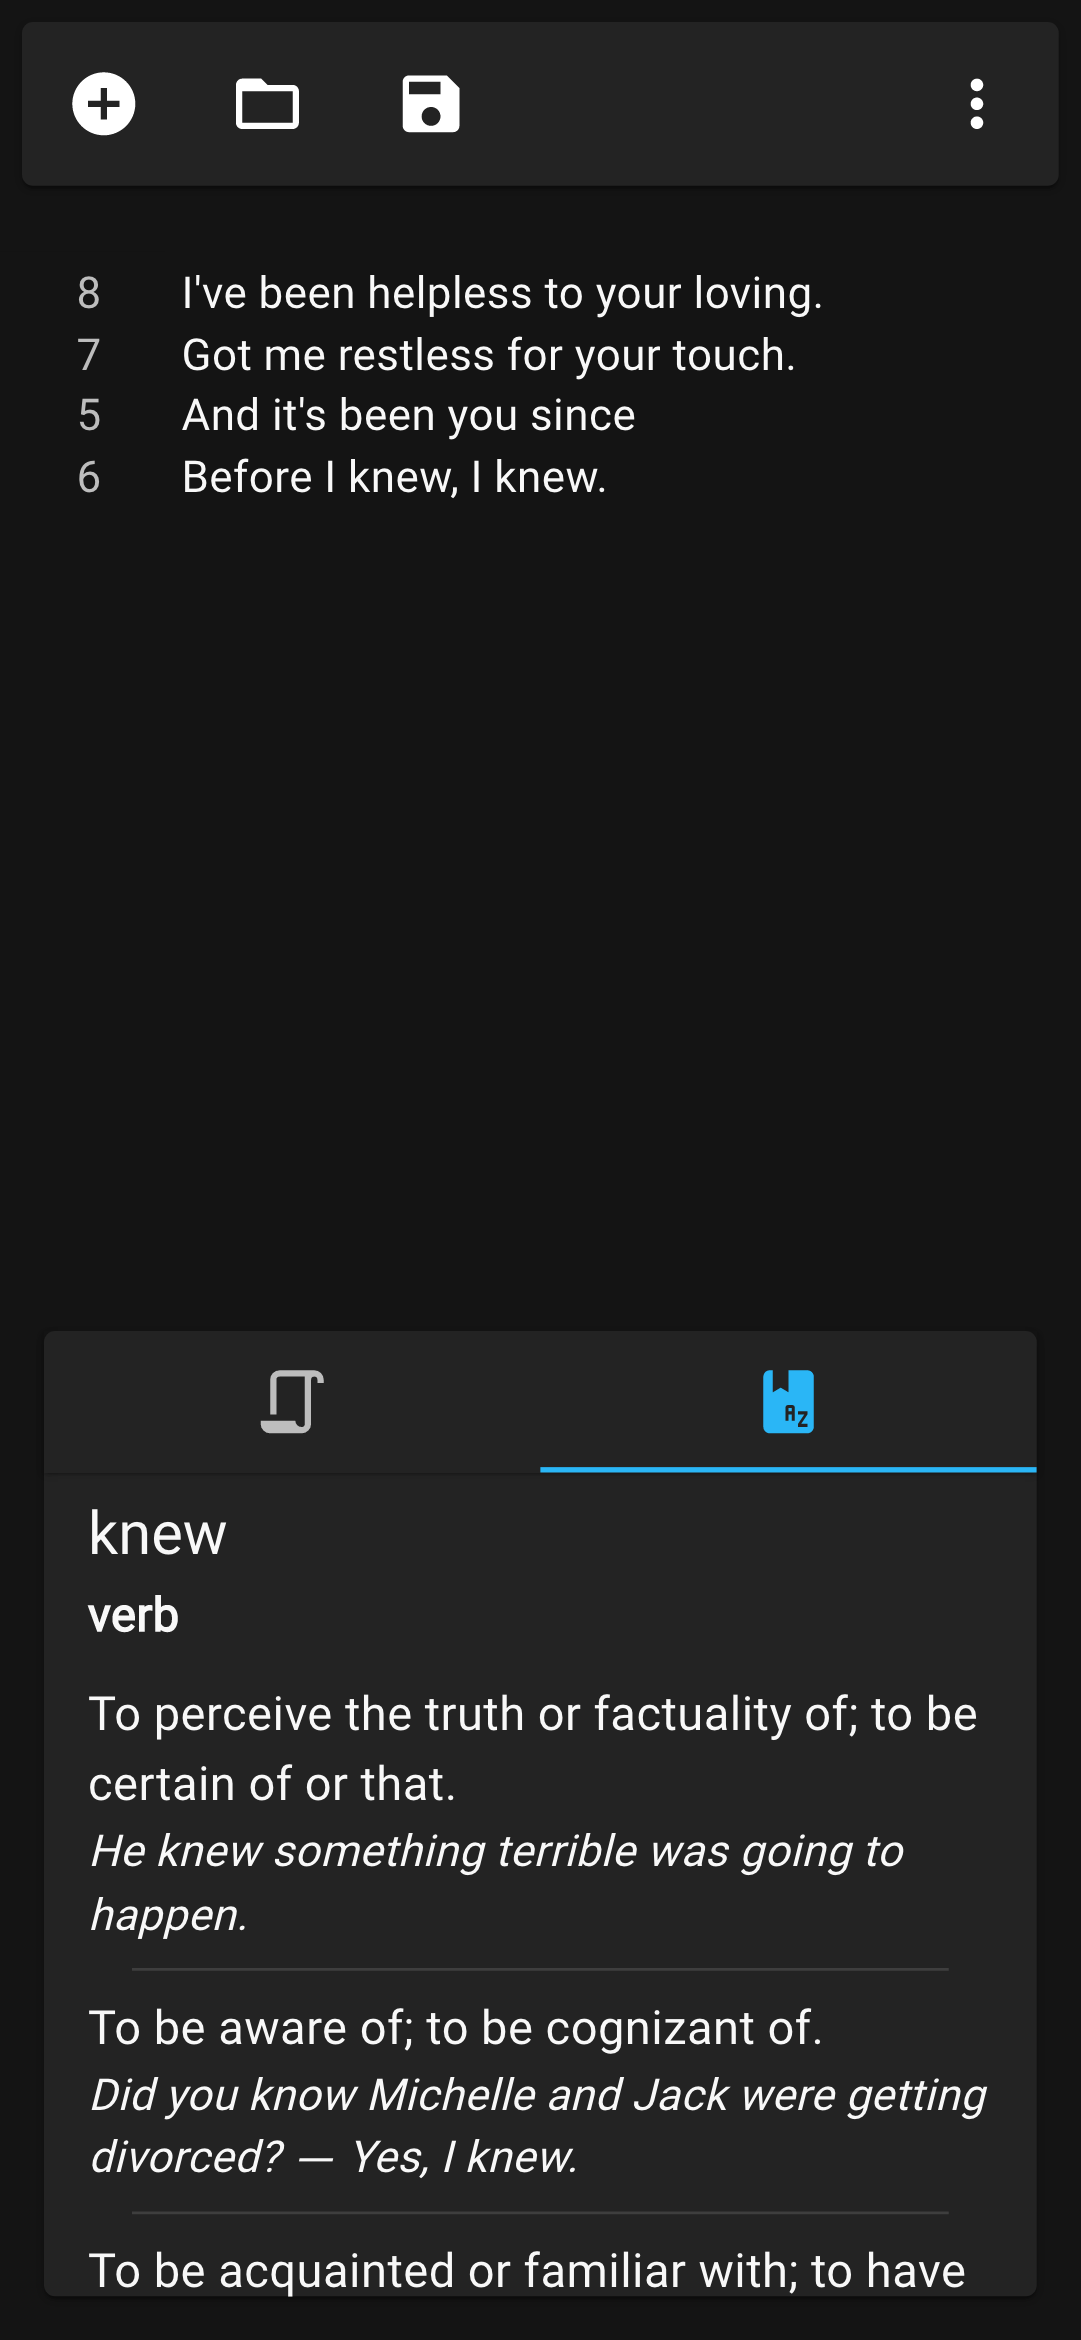 8 I've been helpless to your loving.
7 Got me restless for your touch.
5 And it's been you since
6 Before I knew, I knew.
AZ
knew
verb
To perceive the truth or factuality of; to be
certain of or that.
He knew something terrible was going to
happen.
To be aware of; to be cognizant of.
Did you know Michelle and Jack were getting
divorced? — Yes, I knew.
To be acquainted or familiar with; to have